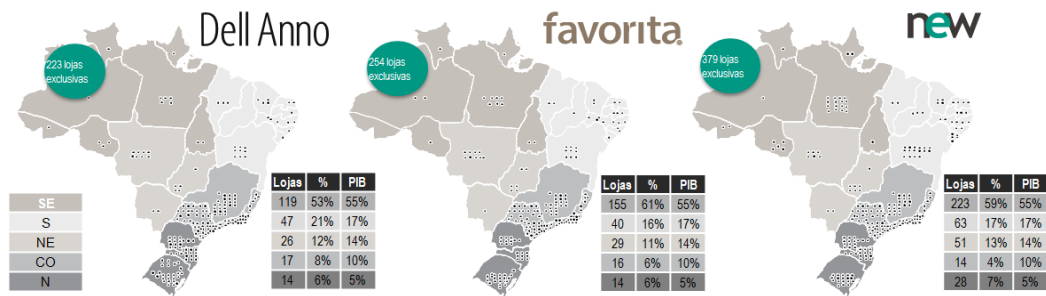 Dell Anno
223 lojas
exclusivas
favorita
254 lojas
exclusivas
new
379 lojas
exclusivas
SE
S
NE
CO
N
Lojas % PIB
119 53% 55%
47 21% 17%
26 12% 14%
17 8% 10%
14 6% 5%
Lojas % PIB
155 61% 55%
40 16% 17%
29 11% 14%
16 6% 10%
14 6% 5%
Lojas % PIB
223 59% 55%
63 17% 17%
51 13% 14%
14 4% 10%
28 7% 5%